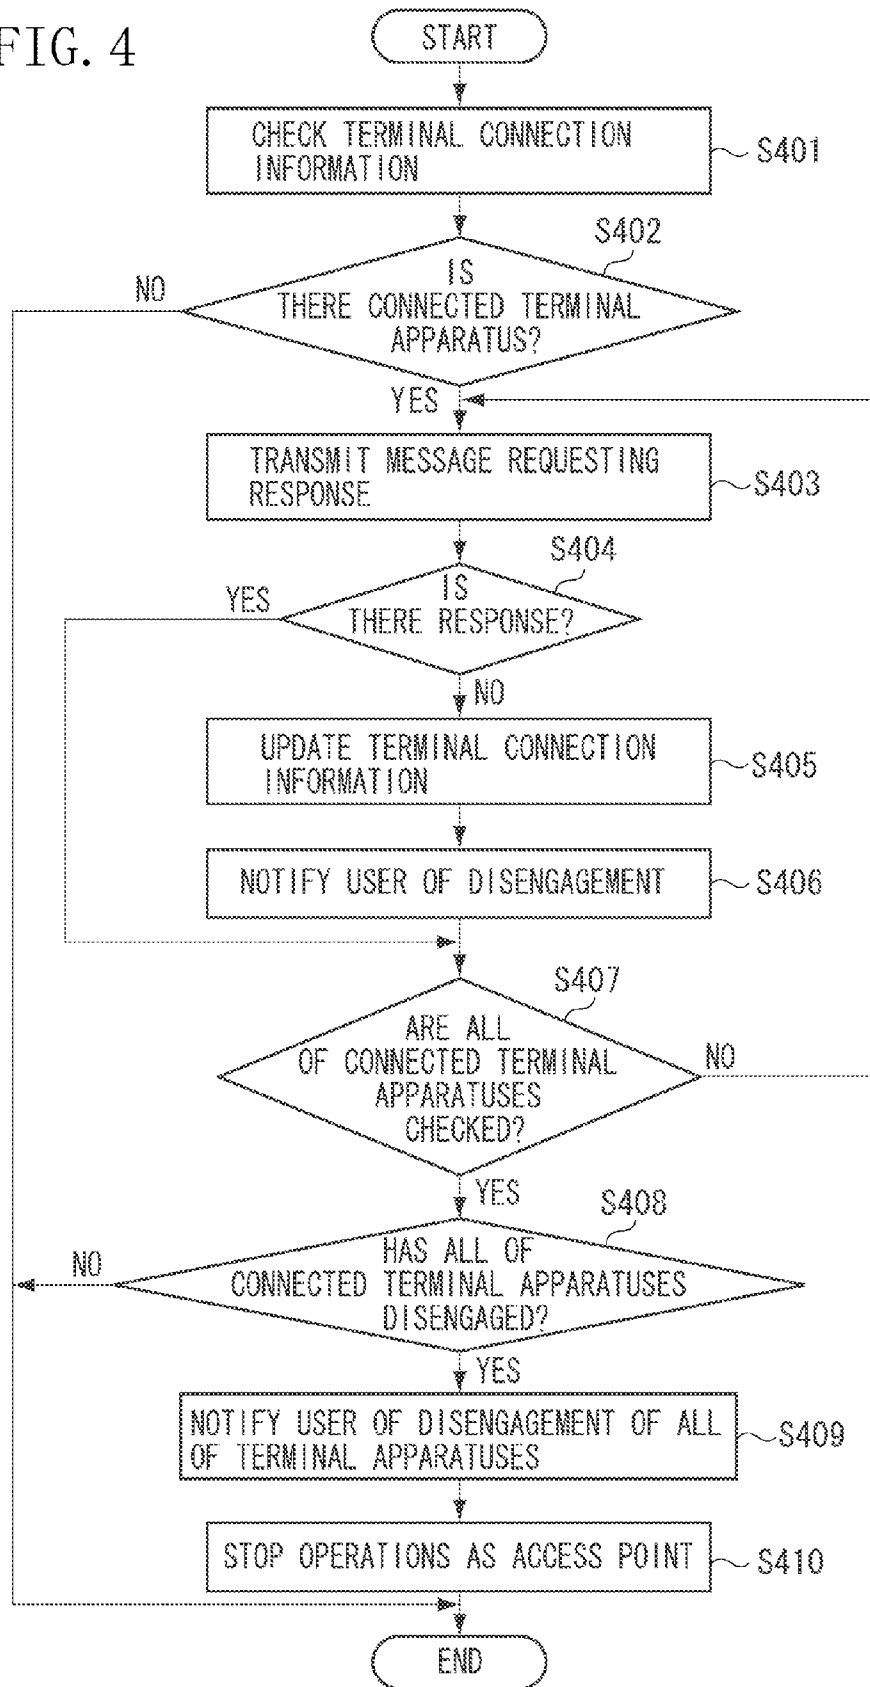 FIG. 4
START
CHECK TERMINAL CONNECTION
INFORMATION
S401
S402
IS
THERE CONNECTED TERMINAL
APPARATUS?
NO
YES
TRANSMIT MESSAGE REQUESTING
RESPONSE
S403
S404
IS
THERE RESPONSE?
YES
NO
UPDATE TERMINAL CONNECTION
INFORMATION
S405
NOTIFY USER OF DISENGAGEMENT
S406
S407
ARE ALL
OF CONNECTED TERMINAL
APPARATUSES
CHECKED?
NO
YES
S408
HAS ALL OF
CONNECTED TERMINAL APPARATUSES
DISENGAGED?
NO
YES
NOTIFY USER OF DISENGAGEMENT OF ALL
OF TERMINAL APPARATUSES
S409
STOP OPERATIONS AS ACCESS POINT
S410
END